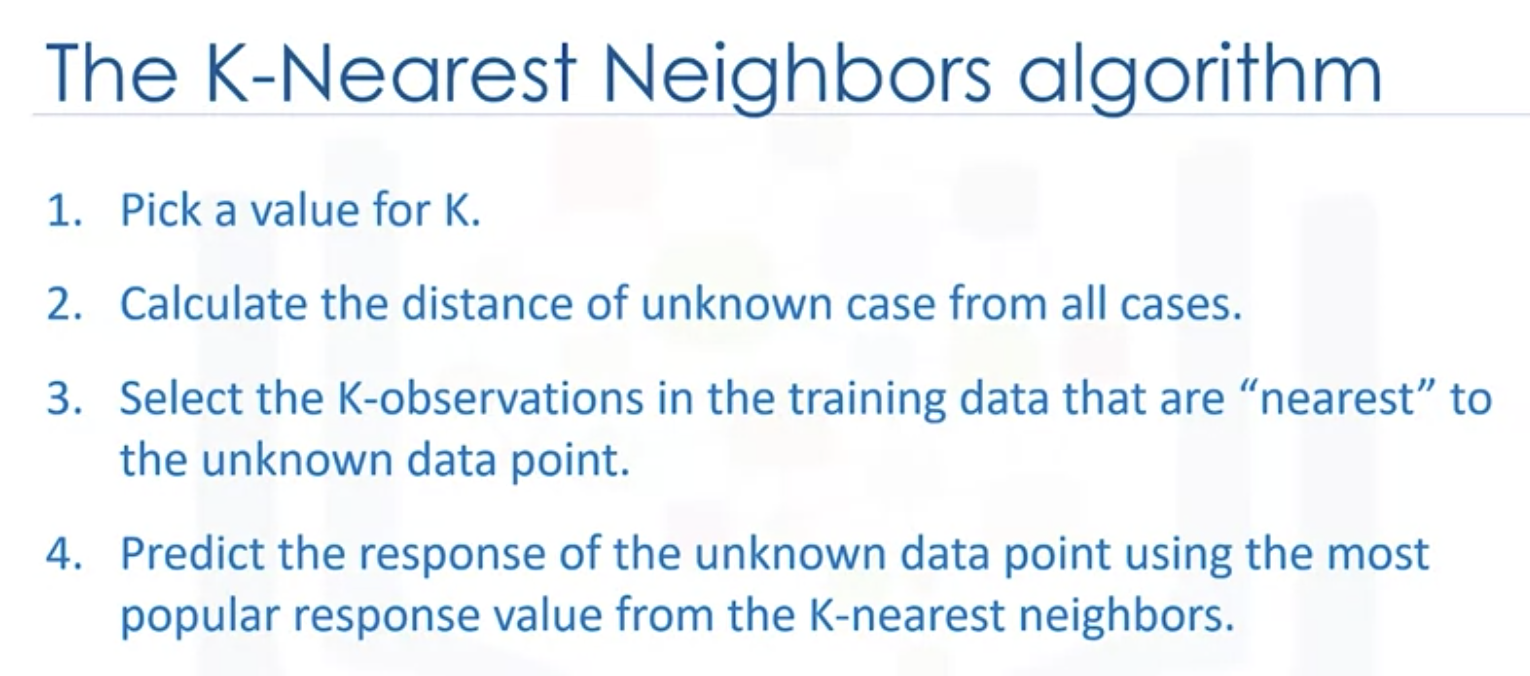 The K-Nearest Neighbors algorithm
1. Pick a value for K.
2. Calculate the distance of unknown case from all cases.
3. Select the K-observations in the training data that are “nearest” to
the unknown data point.
4. Predict the response of the unknown data point using the most
popular response value from the K-nearest neighbors.